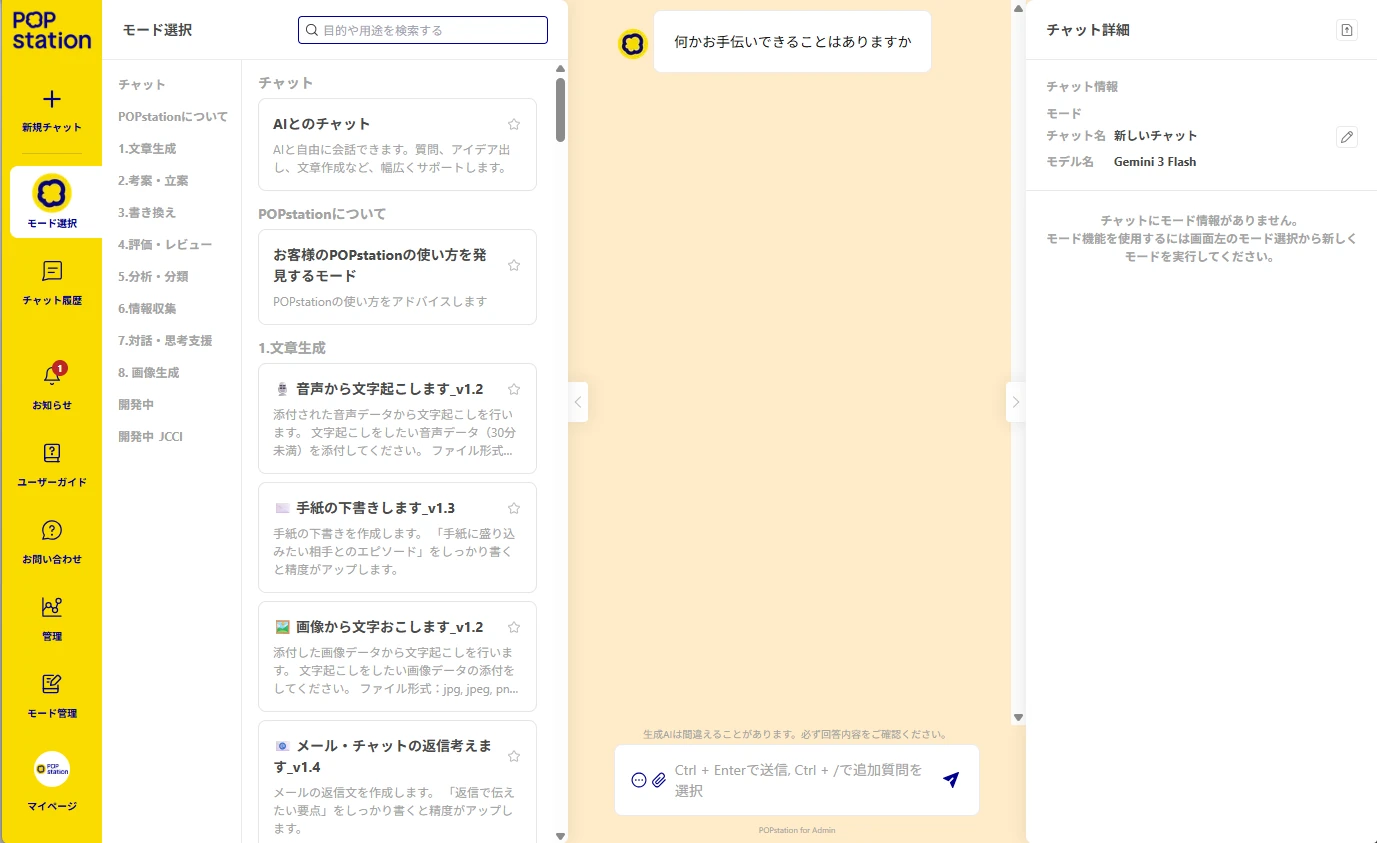 POP
station
新規チャット
モード選択
チャット履歴
1
お知らせ
ユーザーガイド
お問い合わせ
管理
モード管理
POP
station
マイページ
モード選択
目的や用途を検索する
チャット
POPstationについて
1.文章生成
2.考案・立案
3.書き換え
4.評価・レビュー
5.分析・分類
6.情報収集
7.対話・思考支援
8. 画像生成
開発中
開発中 JCCI
チャット
AIとのチャット
AIと自由に会話できます。質問、アイデア出
し、文章作成など、幅広くサポートします。
POPstationについて
お客様のPOPstationの使い方を発
見するモード
POPstationの使い方をアドバイスします
1.文章生成
音声から文字起こします_v1.2
添付された音声データから文字起こしを行い
ます。 文字起こしをしたい音声データ（30分
未満）を添付してください。 ファイル形式...
手紙の下書きします_v1.3
手紙の下書きを作成します。 「手紙に盛り込
みたい相手とのエピソード」をしっかり書く
と精度がアップします。
画像から文字おこします_v1.2
添付した画像データから文字起こしを行いま
す。 文字起こしをしたい画像データの添付を
してください。 ファイル形式：jpg, jpeg, pn...
メール・チャットの返信考えま
す_v1.4
メールの返信文を作成します。 「返信で伝え
たい要点」をしっかり書くと精度がアップし
ます。
何かお手伝いできることはありますか
生成AIは間違えることがあります。必ず回答内容をご確認ください。
Ctrl + Enterで送信, Ctrl + /で追加質問を
選択
POPstation for Admin
チャット詳細
チャット情報
モード
チャット名 新しいチャット
モデル名 Gemini 3 Flash
チャットにモード情報がありません。
モード機能を使用するには画面左のモード選択から新しく
モードを実行してください。